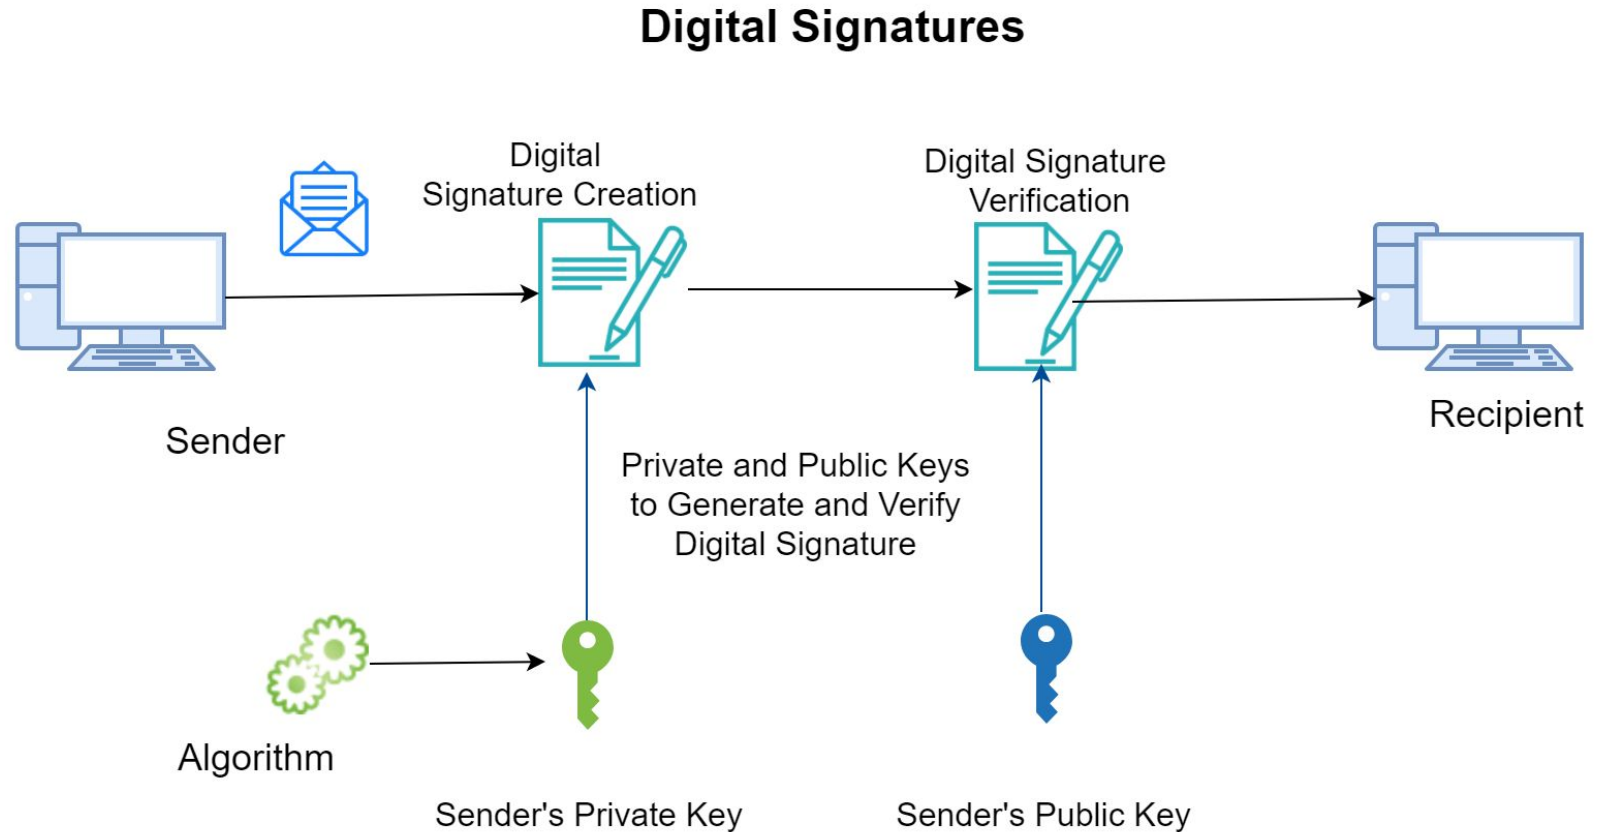 Digital Signatures
Digital
Signature Creation
Digital Signature
Verification
Sender
Recipient
Private and Public Keys
to Generate and Verify
Digital Signature
Algorithm
Sender's Private Key
Sender's Public Key